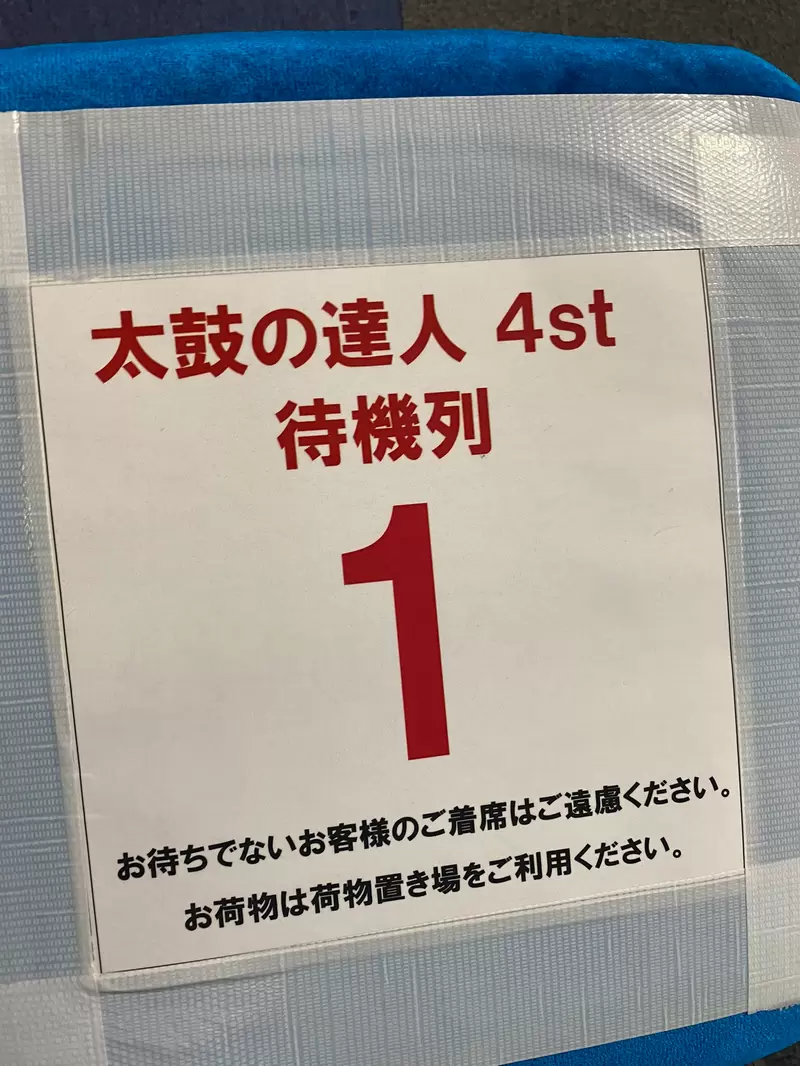 太鼓の達人 4st
待機列
1
お待ちでないお客様のご着席はご遠慮ください。
お荷物は荷物置き場をご利用ください。